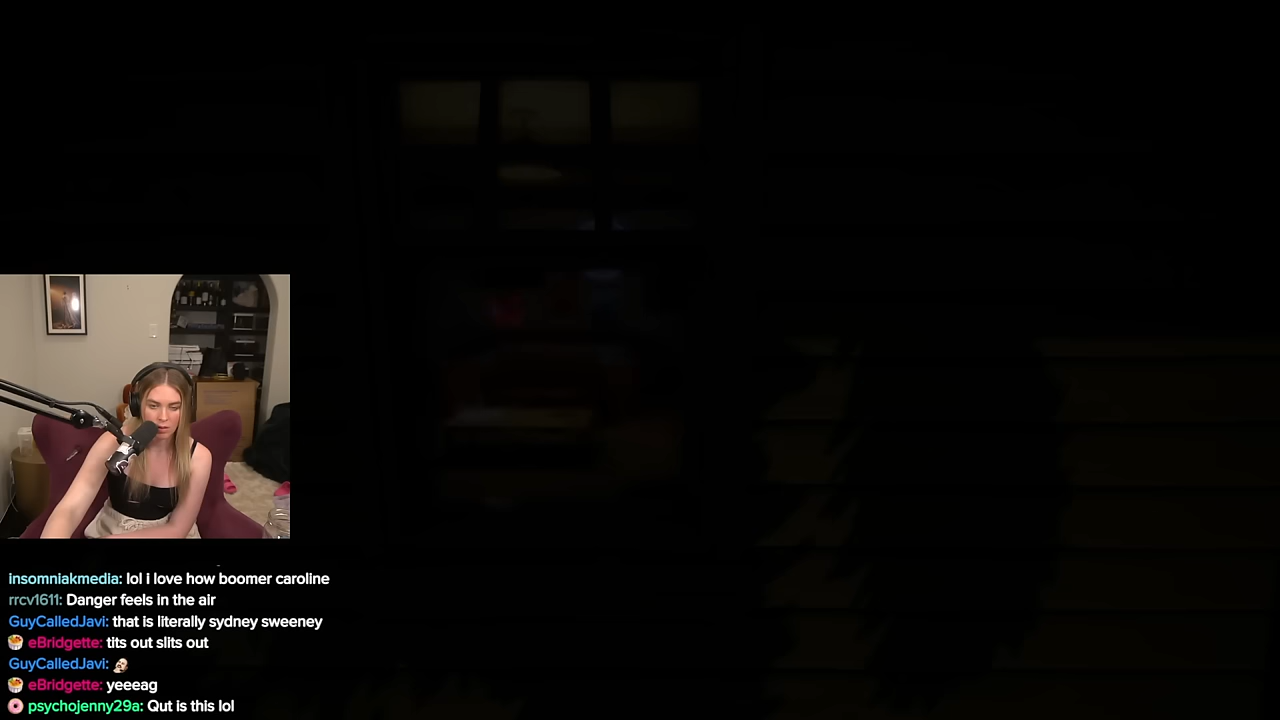 insomniakmedia: lol i love how boomer caroline
rrcv1611: Danger feels in the air
GuyCalledJavi: that is literally sydney sweeney
eBridgette: tits out slits out
GuyCalledJavi:
eBridgette: yeeeag
psychojenny29a: Qut is this lol